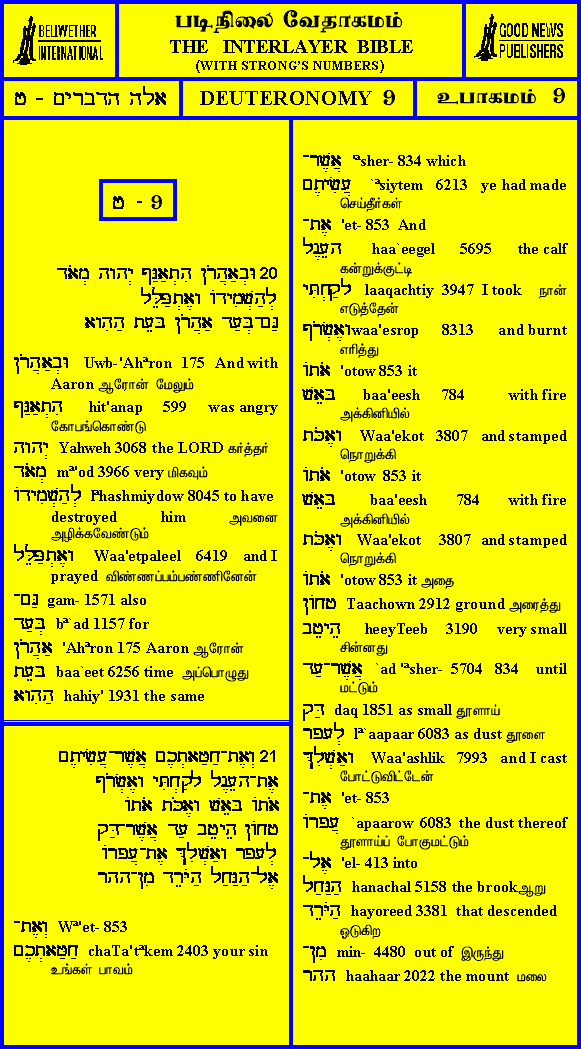 BELIWETHER
INTERNATIONAL
படிநிலை வேதாகமம்
THE INTERLAYER BIBLE
(WITH STRONG'S NUMBERS)
GOOD NEWS
PUBLISHERS
אלה הדברים - ט
DEUTERONOMY 9
உபாகமம் 9
ט - 9
20 וּבְאַהֲרֹן הִתְאַנַּף יְהוָה מְאֹד
לְהַשְׁמִידוֹ וָאֶתְפַּלֵּל
גַּם־בְּעַד אַהֲרֹן בָּעֵת הַהִוא
וּבְאַהֲרֹן Uwb-'Ahªron 175 And with
Aaron ஆரோன் மேலும்
הִתְאַנַּף hit'anap 599 was angry
கோபங்கொண்டு
יְהוָה Yahweh 3068 the LORD கர்த்தர்
מְאֹד mª'od 3966 very மிகவும்
לְהַשְׁמִידוֹ lªhashmiydow 8045 to have
destroyed him அவனை
அழிக்கவேண்டும்
וָאֶתְפַּלֵּל Waa'etpaleel 6419 and I
prayed விண்ணப்பம்பண்ணினேன்
גַּם־ gam- 1571 also
בְּעַד bª`ad 1157 for
אַהֲרֹן 'Ahªron 175 Aaron ஆரோன்
בָּעֵת baa`eet 6256 time அப்பொழுது
הַהִוא hahiy' 1931 the same
21 וְאֶת־חַטַּאתְכֶם אֲשֶׁר־עֲשִׂיתֶם
אֶת־הָעֵגֶל לָקַחְתִּי וָאֶשְׂרֹף
אֹתוֹ בָּאֵשׁ וָאֶכֹּת אֹתוֹ
טָחוֹן הֵיטֵב עַד אֲשֶׁר־דַּק
לְעָפָר וָאַשְׁלִךְ אֶת־עֲפָרוֹ
אֶל־הַנַּחַל הַיֹּרֵד מִן־הָהָר
וְאֶת־ Wª'et- 853
חַטַּאתְכֶם chaTa'tªkem 2403 your sin
உங்கள் பாவம்
אֲשֶׁר־ ªsher- 834 which
עֲשִׂיתֶם `ªsiytem 6213 ye had made
செய்தீர்கள்
אֶת־ 'et- 853 And
הָעֵגֶל haa`eegel 5695 the calf
கன்றுக்குட்டி
לָקַחְתִּי laaqachtiy 3947 I took நான்
எடுத்தேன்
וָאֶשְׂרֹף waa'esrop 8313 and burnt
எரித்து
אֹתוֹ 'otow 853 it
בָּאֵשׁ baa'eesh 784 with fire
அக்கினியில்
וָאֶכֹּת Waa'ekot 3807 and stamped
நொறுக்கி
אֹתוֹ 'otow 853 it
בָּאֵשׁ baa'eesh 784 with fire
அக்கினியில்
וָאֶכֹּת Waa'ekot 3807 and stamped
நொறுக்கி
אֹתוֹ 'otow 853 it அதை
טָחוֹן Taachown 2912 ground அரைத்து
הֵיטֵב heeyTeeb 3190 very small
சின்னது
אֲשֶׁר־עַד `ad 'ªsher- 5704 834 until
மட்டும்
דַּק daq 1851 as small தூளாய்
לְעָפָר lª`aapaar 6083 as dust தூளை
וָאַשְׁלִךְ Waa'ashlik 7993 and I cast
போட்டுவிட்டேன்
אֶת־ 'et- 853
עֲפָרוֹ `apaarow 6083 the dust thereof
தூளாய்ப் போகுமட்டும்
אֶל־ 'el- 413 into
הַנַּחַל hanachal 5158 the brook ஆறு
הַיֹּרֵד hayoreed 3381 that descended
ஓடுகிற
מִן־ min- 4480 out of இருந்து
הָהָר haahaar 2022 the mount மலை